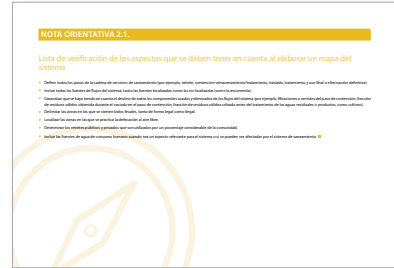 NOTA ORIENTATIVA 2.1.
Lista de verificación de los aspectos que se deben tener en cuenta al elaborar un mapa del
sistema
Definir todos los pasos de la cadena de servicios de saneamiento (por ejemplo, retrete, contención-almacenamiento/tratamiento, traslado, tratamiento y uso final o eliminación definitiva).
Incluir todas las fuentes de flujos del sistema, tanto las fuentes localizadas como las no localizadas (como la escorrentía).
Garantizar que se haya tenido en cuenta el destino de todos los componentes usados y eliminados de los flujos del sistema (por ejemplo, filtraciones o vertidos del paso de contención, fracción
de residuos sólidos obtenida durante el vaciado en el paso de contención, fracción de residuos sólidos utilizada antes del tratamiento de las aguas residuales o productos, como cultivos).
Delimitar las zonas en las que se vierten lodos fecales, tanto de forma legal como ilegal.
Localizar las zonas en las que se practica la defecación al aire libre.
Determinar los retretes públicos y privados que son utilizados por un porcentaje considerable de la comunidad.
Incluir las fuentes de agua de consumo humano cuando sea un aspecto relevante para el sistema o si se pueden ver afectadas por el sistema de saneamiento.